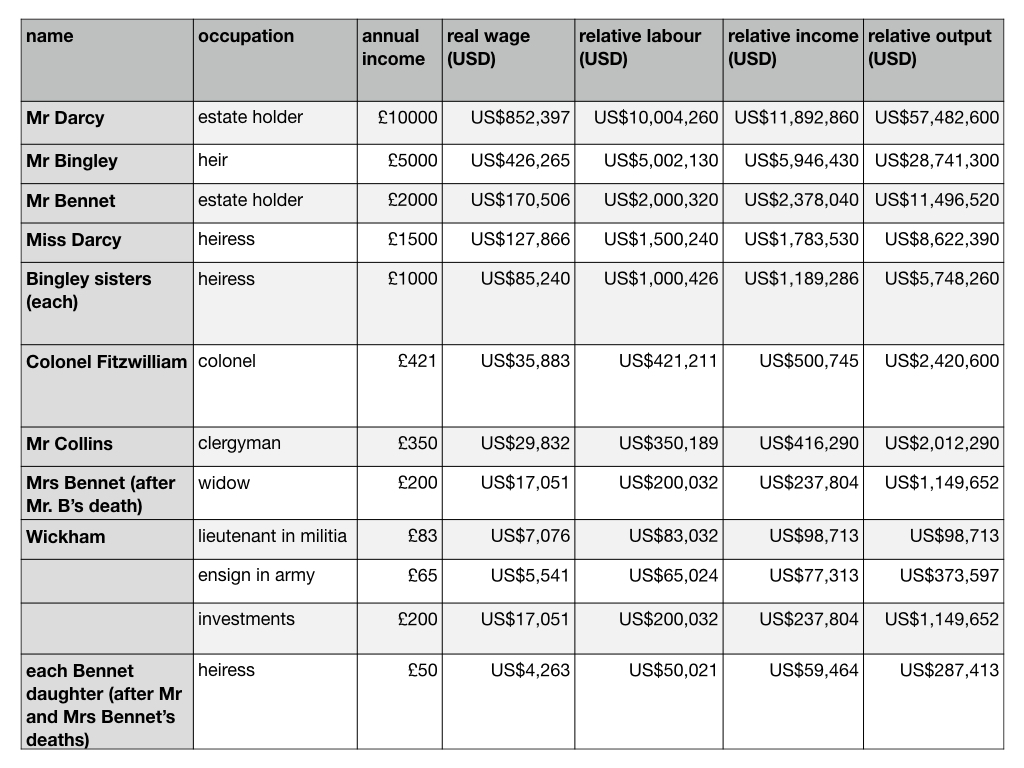 name occupation annual income real wage (USD) relative labour (USD) relative income (USD) relative output (USD)
Mr Darcy estate holder £10000 US$852,397 US$10,004,260 US$11,892,860 US$57,482,600
Mr Bingley heir £5000 US$426,265 US$5,002,130 US$5,946,430 US$28,741,300
Mr Bennet estate holder £2000 US$170,506 US$2,000,320 US$2,378,040 US$11,496,520
Miss Darcy heiress £1500 US$127,866 US$1,500,240 US$1,783,530 US$8,622,390
Bingley sisters (each) heiress £1000 US$85,240 US$1,000,426 US$1,189,286 US$5,748,260
Colonel Fitzwilliam colonel £421 US$35,883 US$421,211 US$500,745 US$2,420,600
Mr Collins clergyman £350 US$29,832 US$350,189 US$416,290 US$2,012,290
Mrs Bennet (after Mr. B’s death) widow £200 US$17,051 US$200,032 US$237,804 US$1,149,652
Wickham lieutenant in militia £83 US$7,076 US$83,032 US$98,713 US$98,713
ensign in army £65 US$5,541 US$65,024 US$77,313 US$373,597
investments £200 US$17,051 US$200,032 US$237,804 US$1,149,652
each Bennet daughter (after Mr and Mrs Bennet’s deaths) heiress £50 US$4,263 US$50,021 US$59,464 US$287,413